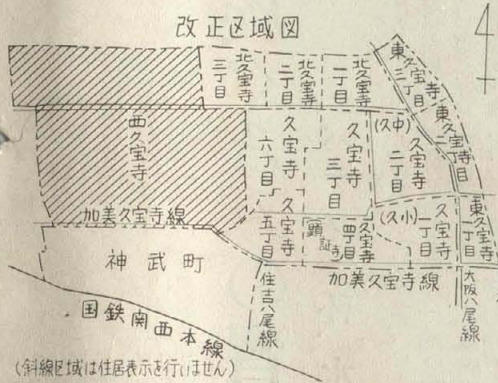 改正区域図
北久宝寺三丁目
北久宝寺二丁目
北久宝寺一丁目
東久宝寺三丁目
東久宝寺二丁目
西久宝寺
久宝寺六丁目
久宝寺三丁目
(久中)
久宝寺二丁目
加美久宝寺線
久宝寺五丁目
(顕証寺)
久宝寺四丁目
(久小)
久宝寺一丁目
東久宝寺一丁目
神武町
加美久宝寺線
国鉄関西本線
住吉八尾線
大阪八尾線
(斜線区域は住居表示を行いません)